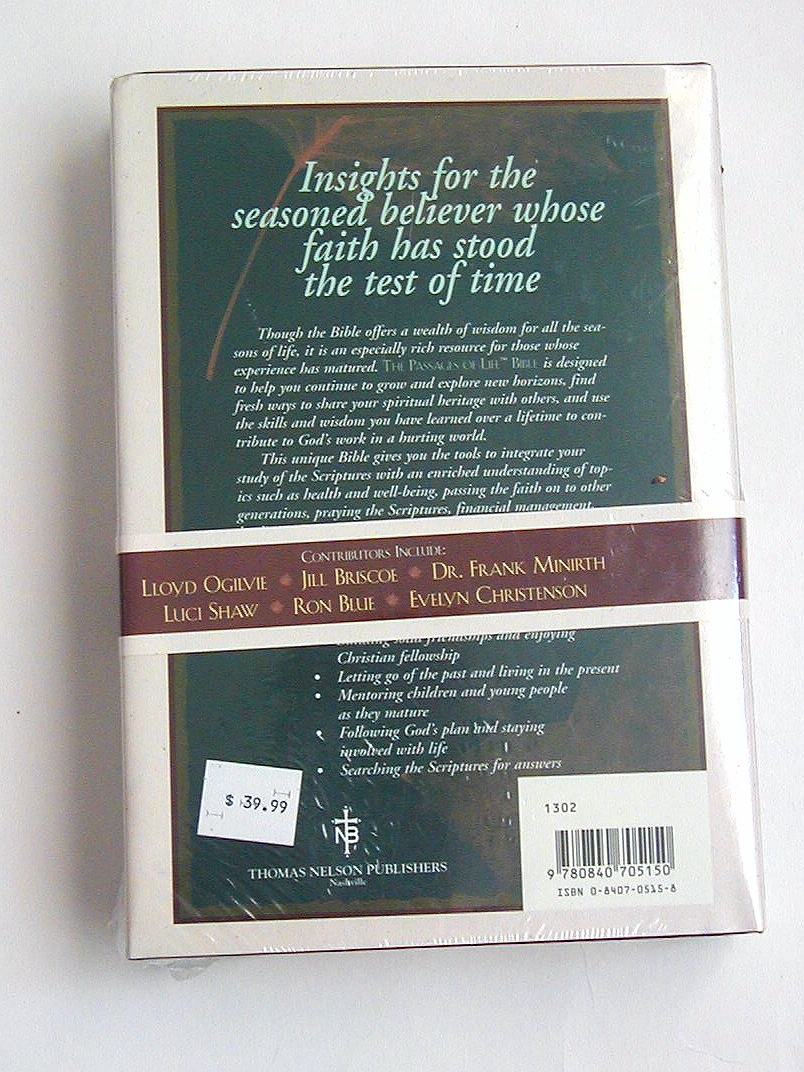 Insights for the
seasoned believer whose
faith has stood
the test of time
Though the Bible offers a wealth of wisdom for all the sea-
sons of life, it is an especially rich resource for those whose
experience has matured. THE PASSAGES OF LIFE™ BIBLE is designed
to help you continue to grow and explore new horizons, find
fresh ways to share your spiritual heritage with others, and use
the skills and wisdom you have learned over a lifetime to con-
tribute to God's work in a hurting world.
This unique Bible gives you the tools to integrate your
study of the Scriptures with an enriched understanding of top-
ics such as health and well-being, passing the faith on to other
generations, praying the Scriptures, financial management,
CONTRIBUTORS INCLUDE:
LLOYD OGILVIE JILL BRISCOE DR. FRANK MINIRTH
LUCI SHAW RON BLUE EVELYN CHRISTENSON
friendships and enjoying
Christian fellowship
• Letting go of the past and living in the present
• Mentoring children and young people
as they mature
• Following God's plan and staying
involved with life
• Searching the Scriptures for answers
$ 39.99
NB
THOMAS NELSON PUBLISHERS
Nashville
1302
9 780840 705150
ISBN 0-8407-0515-8